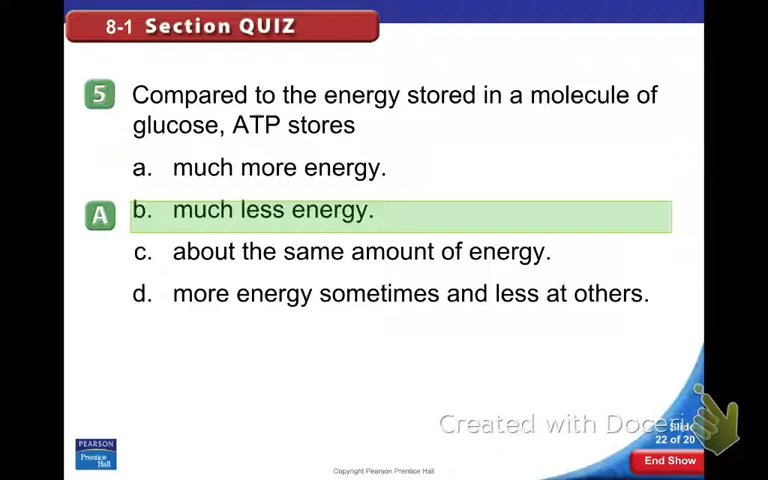 8-1 Section QUIZ
5 Compared to the energy stored in a molecule of
glucose, ATP stores
a. much more energy.
A b. much less energy.
c. about the same amount of energy.
d. more energy sometimes and less at others.
Created with Doceri
Slide
22 of 20
End Show
PEARSON
Prentice
Hall
Copyright Pearson Prentice Hall